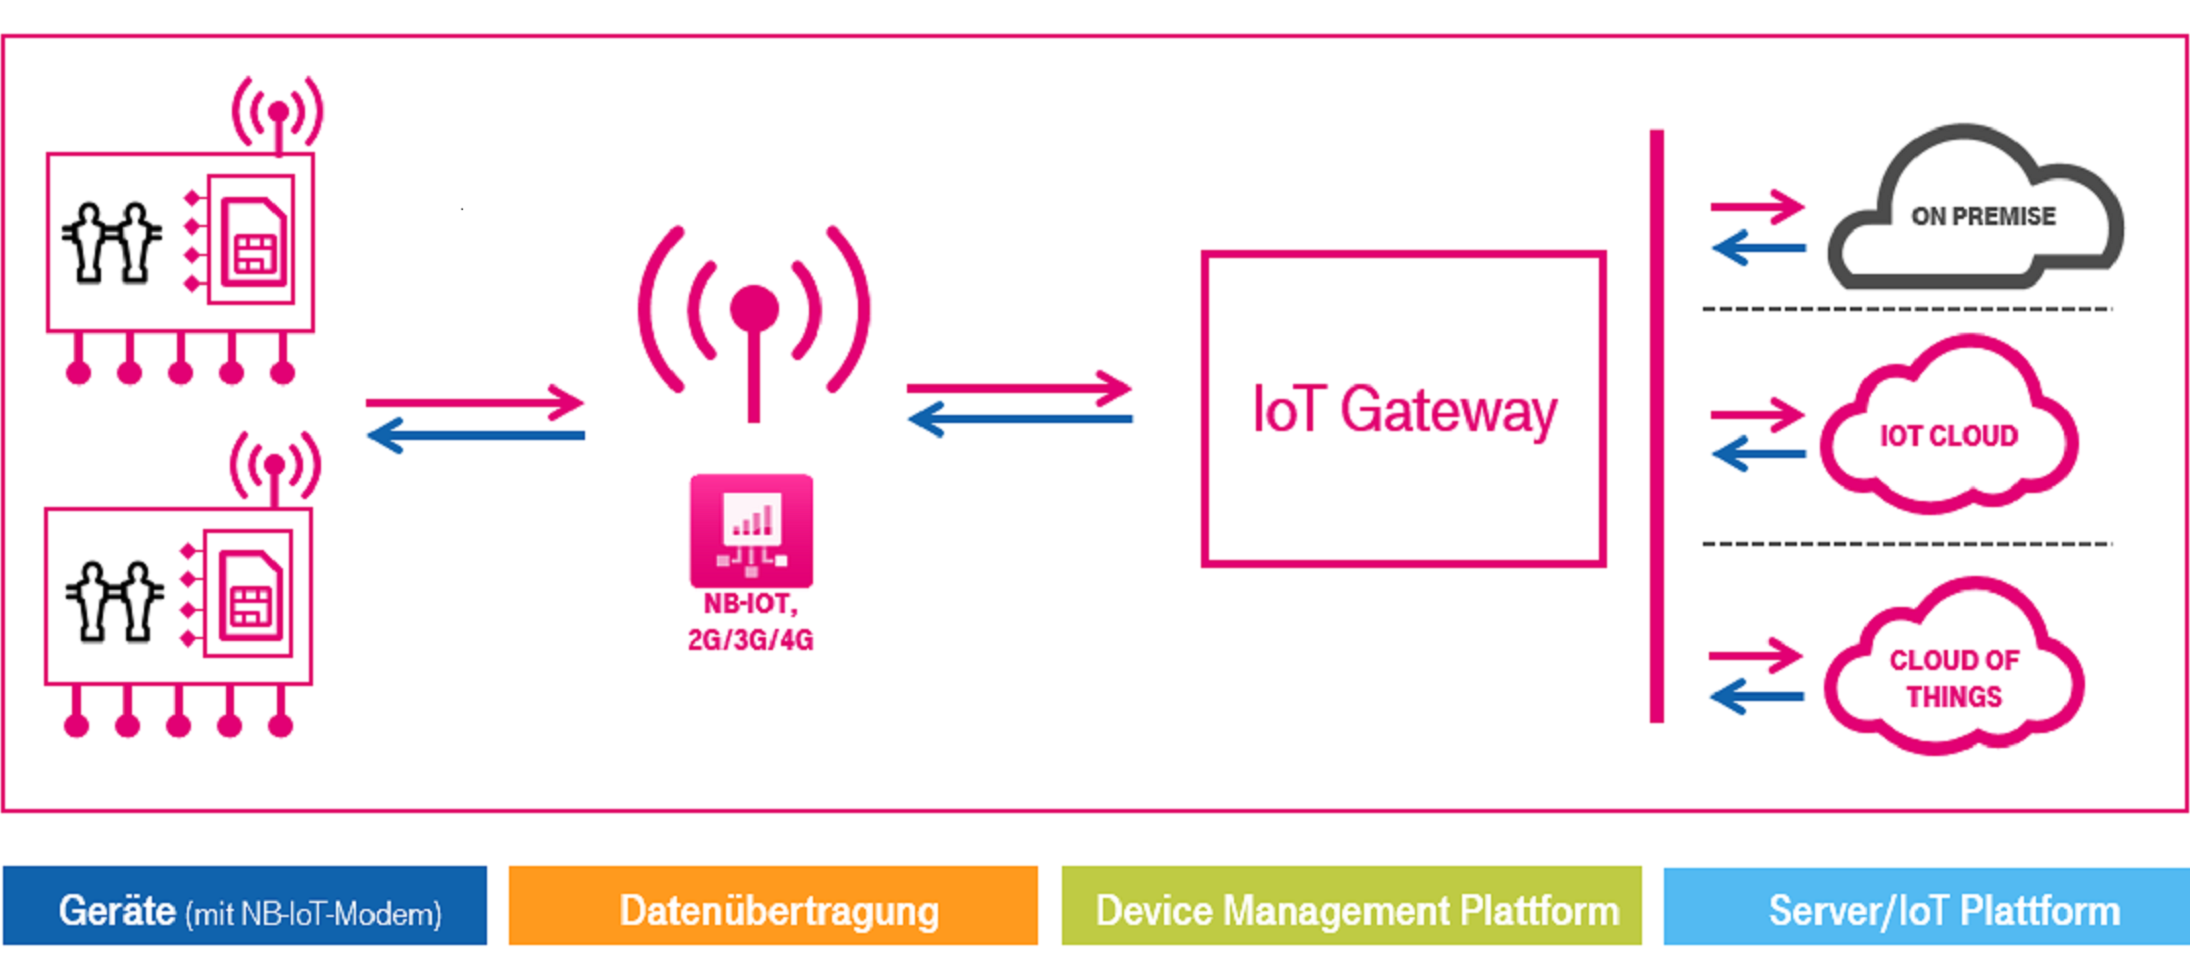 ON PREMISE
IoT Gateway
IOT CLOUD
NB-IOT,
2G/3G/4G
CLOUD OF
THINGS
Geräte (mit NB-IoT-Modem)
Datenübertragung
Device Management Plattform
Server/IoT Plattform